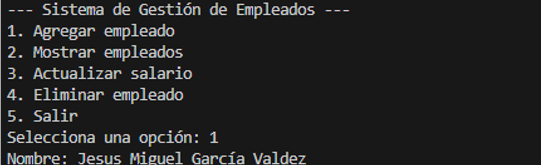 --- Sistema de Gestión de Empleados ---
1. Agregar empleado
2. Mostrar empleados
3. Actualizar salario
4. Eliminar empleado
5. Salir
Selecciona una opción: 1
Nombre: Jesus Miguel García Valdez